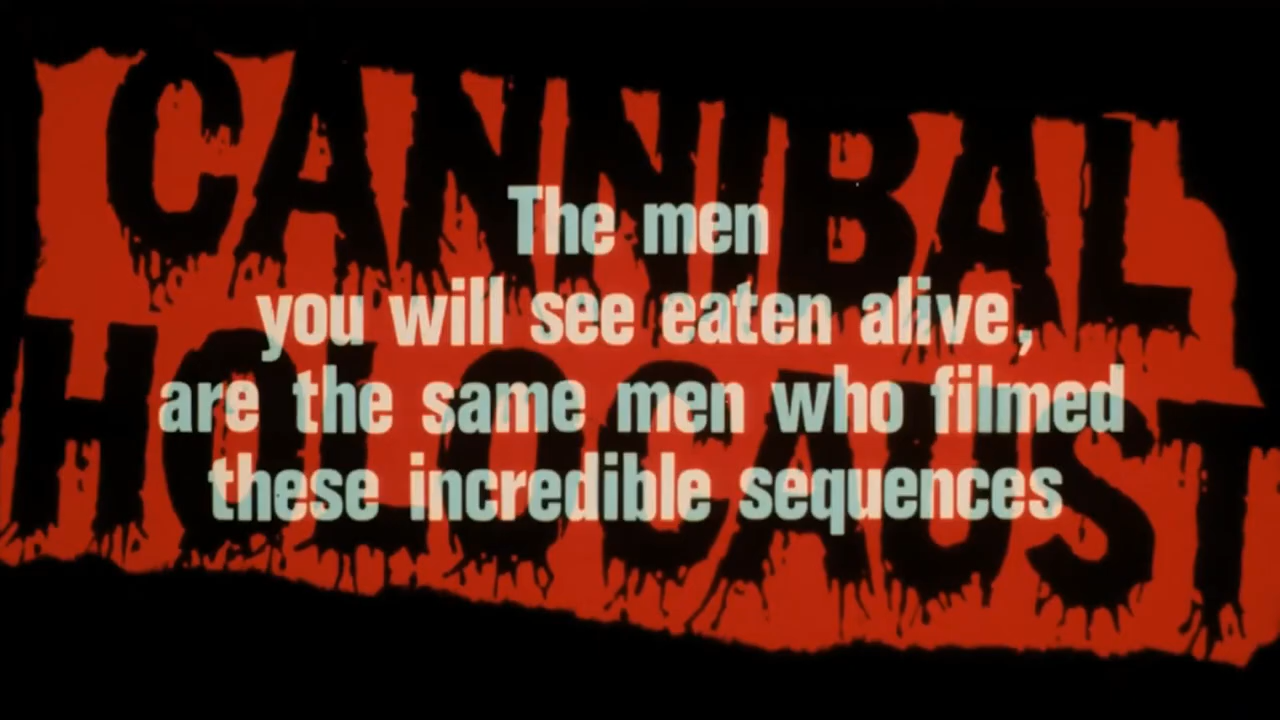 CANNIBAL
HOLOCAUST
The men
you will see eaten alive,
are the same men who filmed
these incredible sequences